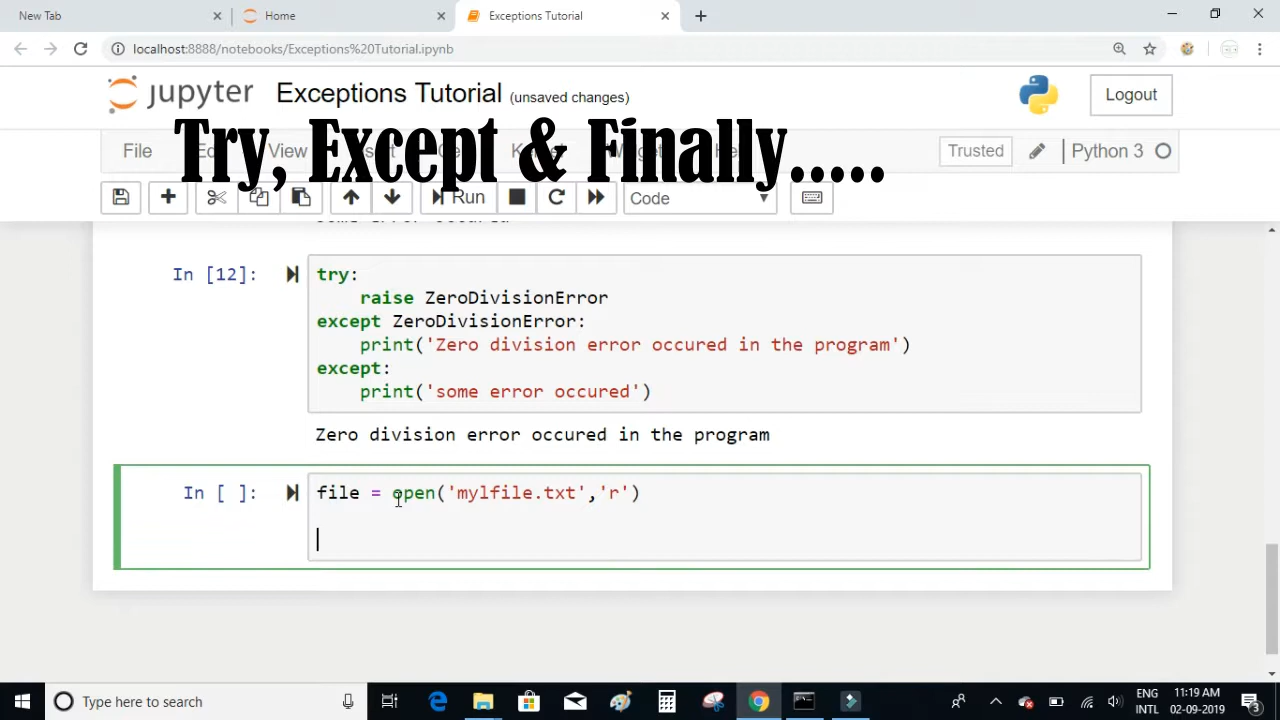 New Tab
Home
Exceptions Tutorial
localhost:8888/notebooks/Exceptions%20Tutorial.ipynb
jupyter Exceptions Tutorial (unsaved changes)
Logout
Try, Except & Finally.....
File View
Trusted
Python 3
Run
Code
In [12]:
try:
raise ZeroDivisionError
except ZeroDivisionError:
print('Zero division error occured in the program')
except:
print('some error occured')
Zero division error occured in the program
In [ ]:
file = open('mylfile.txt','r')
Type here to search
ENG
INTL
11:19 AM
02-09-2019
3